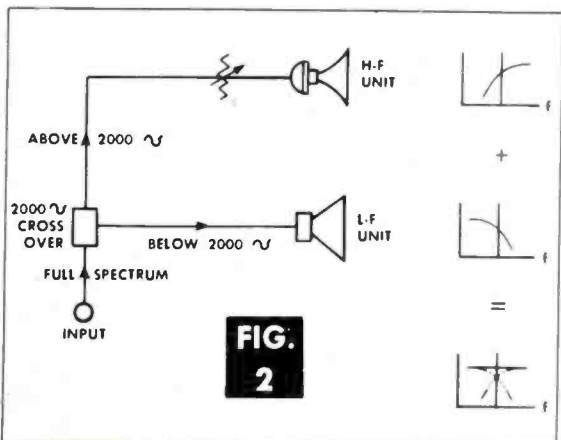 H-F
UNIT
f
ABOVE 2000 ∿
+
2000 ∿
CROSS
OVER
BELOW 2000 ∿
L-F
UNIT
f
FULL SPECTRUM
=
INPUT
FIG.
2
f